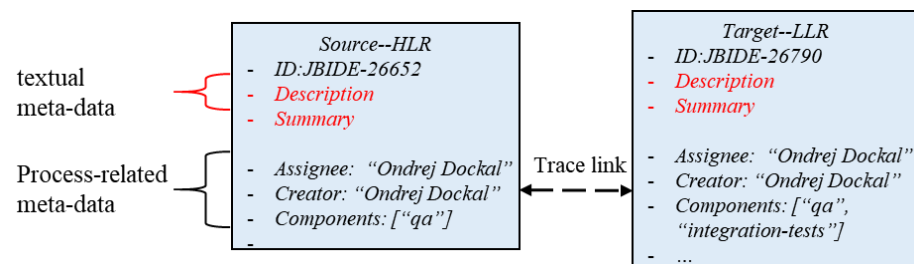 textual
meta-data
Process-related
meta-data
Source--HLR
- ID:JBIDE-26652
- Description
- Summary
- Assignee: “Ondrej Dockal”
- Creator: “Ondrej Dockal”
- Components: [“qa”]
-
Trace link
Target--LLR
- ID:JBIDE-26790
- Description
- Summary
- Assignee: “Ondrej Dockal”
- Creator: “Ondrej Dockal”
- Components: [“qa”,
“integration-tests”]
- ...